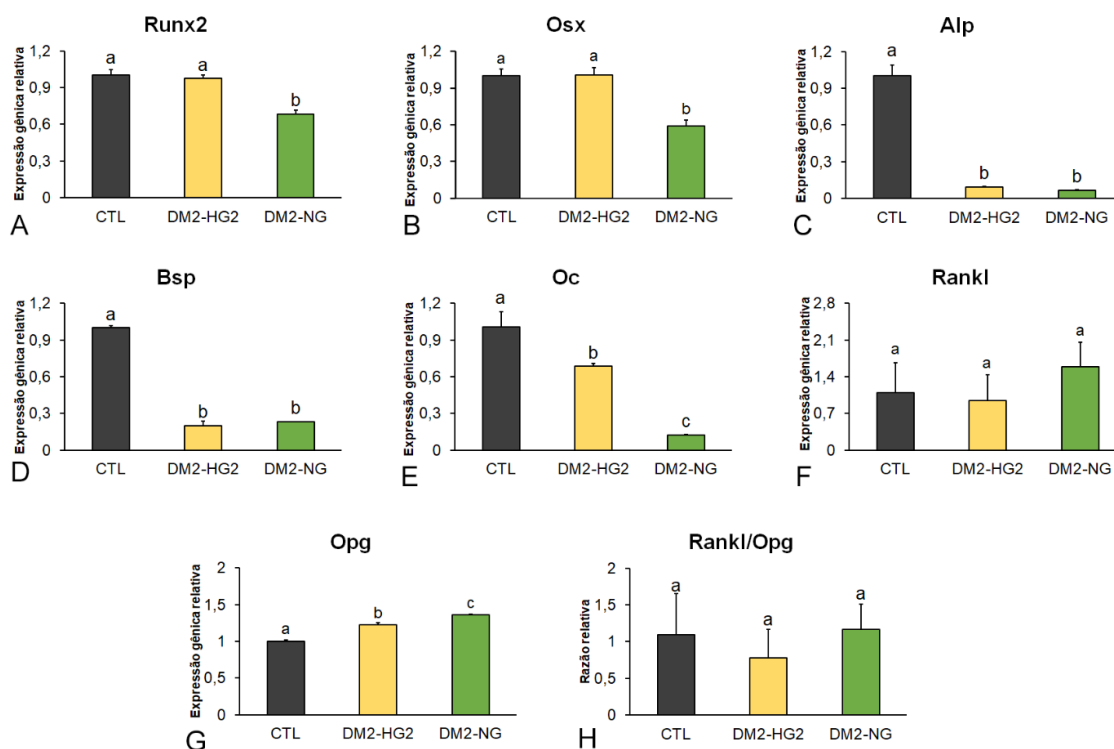 Runx2
Expressão gênica relativa
1,2
0,9
0,6
0,3
0
a
a
b
CTL
DM2-HG2
DM2-NG
A
Osx
Expressão gênica relativa
1,2
0,9
0,6
0,3
0
a
a
b
CTL
DM2-HG2
DM2-NG
B
Alp
Expressão gênica relativa
1,2
0,9
0,6
0,3
0
a
b
b
CTL
DM2-HG2
DM2-NG
C
Bsp
Expressão gênica relativa
1,2
0,9
0,6
0,3
0
a
b
b
CTL
DM2-HG2
DM2-NG
D
Oc
Expressão gênica relativa
1,2
0,9
0,6
0,3
0
a
b
c
CTL
DM2-HG2
DM2-NG
E
Rankl
Expressão gênica relativa
2,8
2,1
1,4
0,7
0
a
a
a
CTL
DM2-HG2
DM2-NG
F
Opg
Expressão gênica relativa
2
1,5
1
0,5
0
a
b
c
CTL
DM2-HG2
DM2-NG
G
Rankl/Opg
Razão relativa
2
1,5
1
0,5
0
a
a
a
CTL
DM2-HG2
DM2-NG
H